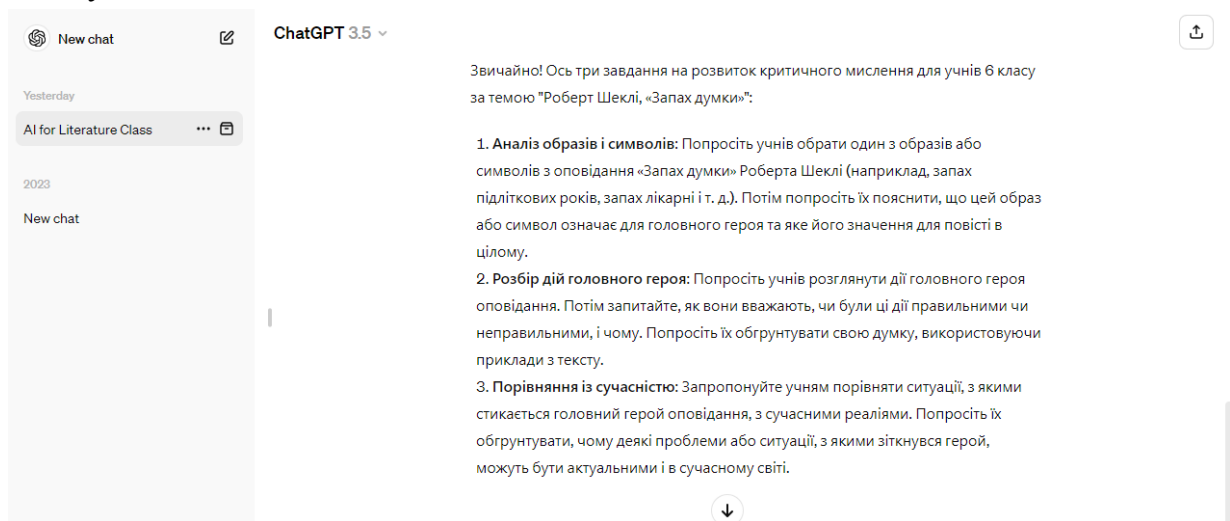 New chat
ChatGPT 3.5
Yesterday
AI for Literature Class
2023
New chat
Звичайно! Ось три завдання на розвиток критичного мислення для учнів 6 класу
за темою "Роберт Шеклі, «Запах думки»":
1. Аналіз образів і символів: Попросіть учнів обрати один з образів або
символів з оповідання «Запах думки» Роберта Шеклі (наприклад, запах
підліткових років, запах лікарні і т. д.). Потім попросіть їх пояснити, що цей образ
або символ означає для головного героя та яке його значення для повісті в
цілому.
2. Розбір дій головного героя: Попросіть учнів розглянути дії головного героя
оповідання. Потім запитайте, як вони вважають, чи були ці дії правильними чи
неправильними, і чому. Попросіть їх обгрунтувати свою думку, використовуючи
приклади з тексту.
3. Порівняння із сучасністю: Запропонуйте учням порівняти ситуації, з якими
стикається головний герой оповідання, з сучасними реаліями. Попросіть їх
обгрунтувати, чому деякі проблеми або ситуації, з якими зіткнувся герой,
можуть бути актуальними і в сучасному світі.